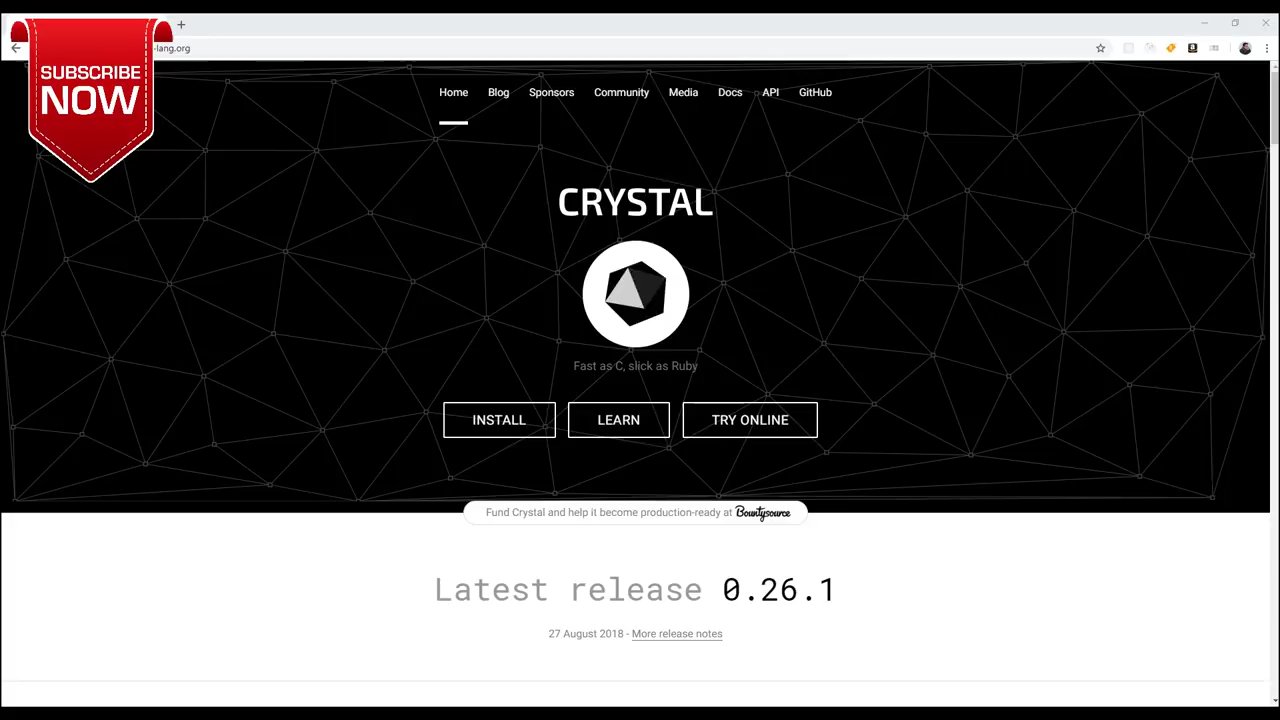 SUBSCRIBE
NOW
-lang.org
Home Blog Sponsors Community Media Docs API GitHub
CRYSTAL
Fast as C, slick as Ruby
INSTALL LEARN TRY ONLINE
Fund Crystal and help it become production-ready at Bountysource
Latest release 0.26.1
27 August 2018 - More release notes